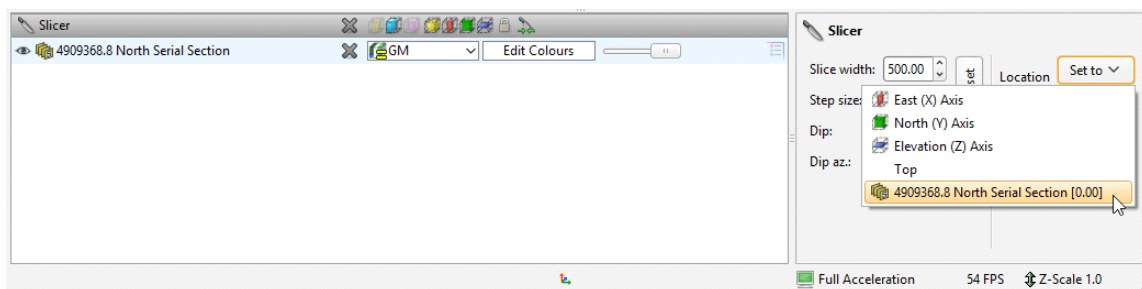 Slicer
4909368.8 North Serial Section
GM
Edit Colours
Slicer
Slice width: 500.00
set
Location
Set to
Step size:
East (X) Axis
North (Y) Axis
Dip:
Elevation (Z) Axis
Dip az.:
Top
4909368.8 North Serial Section [0.00]
Full Acceleration
54 FPS
Z-Scale 1.0